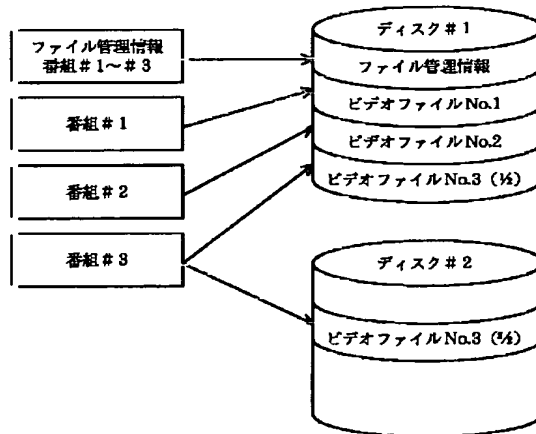 ファイル管理情報
番組#1〜#3
番組#1
番組#2
番組#3
ディスク#1
ファイル管理情報
ビデオファイルNo.1
ビデオファイルNo.2
ビデオファイルNo.3(½)
ディスク#2
ビデオファイルNo.3(²⁄₂)